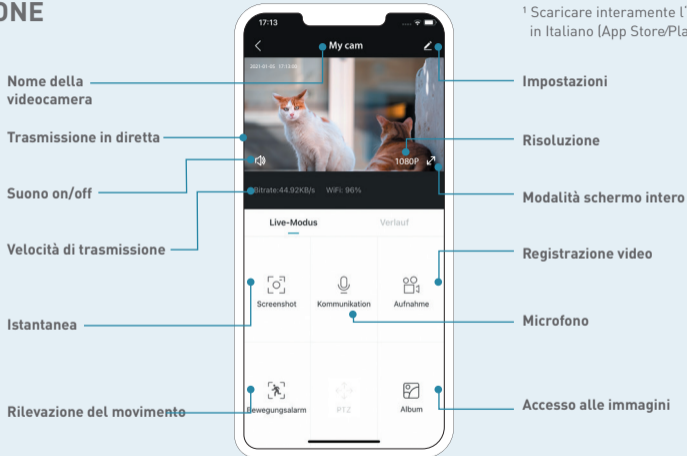 ONE
¹ Scaricare interamente l'
in Italiano (App Store/Pla
17:13
My cam
2021-01-05 17:13:02
Nome della
videocamera
Impostazioni
Trasmissione in diretta
Risoluzione
1080P
Suono on/off
Bitrate:44.92KB/s WiFi: 96%
Modalità schermo intero
Live-Modus Verlauf
Velocità di trasmissione
Registrazione video
Screenshot Kommunikation Aufnahme
Istantanea
Microfono
Bewegungsalarm PTZ Album
Rilevazione del movimento
Accesso alle immagini